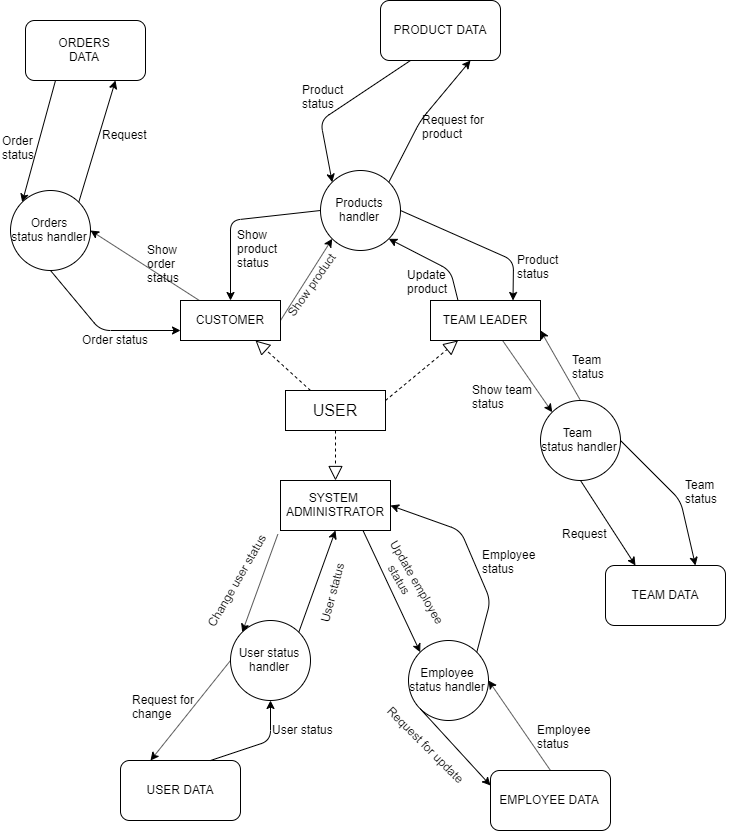 PRODUCT DATA
ORDERS
DATA
Product
status
Request for
product
Request
Order
status
Products
handler
Orders
status handler
Show
product
status
Product
status
Show
order
status
Show product
Update
product
CUSTOMER
TEAM LEADER
Order status
Team
status
Show team
status
USER
Team
status handler
SYSTEM
ADMINISTRATOR
Team
status
Request
Change user status
User status
Update employee
status
Employee
status
TEAM DATA
User status
handler
Employee
status handler
Request for
change
User status
Request for update
Employee
status
USER DATA
EMPLOYEE DATA